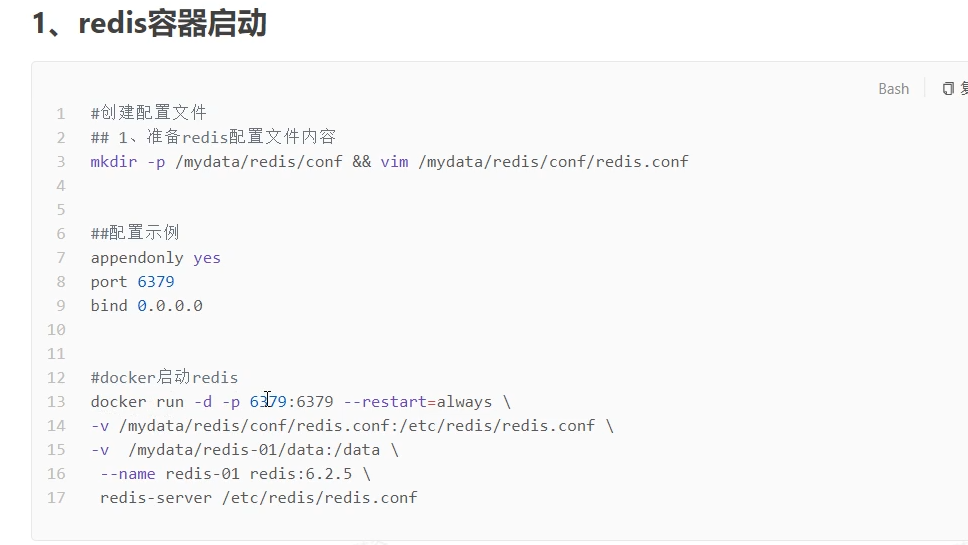 1、redis容器启动
Bash
1 #创建配置文件
2 ## 1、准备redis配置文件内容
3 mkdir -p /mydata/redis/conf && vim /mydata/redis/conf/redis.conf
4
5
6 ##配置示例
7 appendonly yes
8 port 6379
9 bind 0.0.0.0
10
11
12 #docker启动redis
13 docker run -d -p 6379:6379 --restart=always \
14 -v /mydata/redis/conf/redis.conf:/etc/redis/redis.conf \
15 -v  /mydata/redis-01/data:/data \
16  --name redis-01 redis:6.2.5 \
17  redis-server /etc/redis/redis.conf